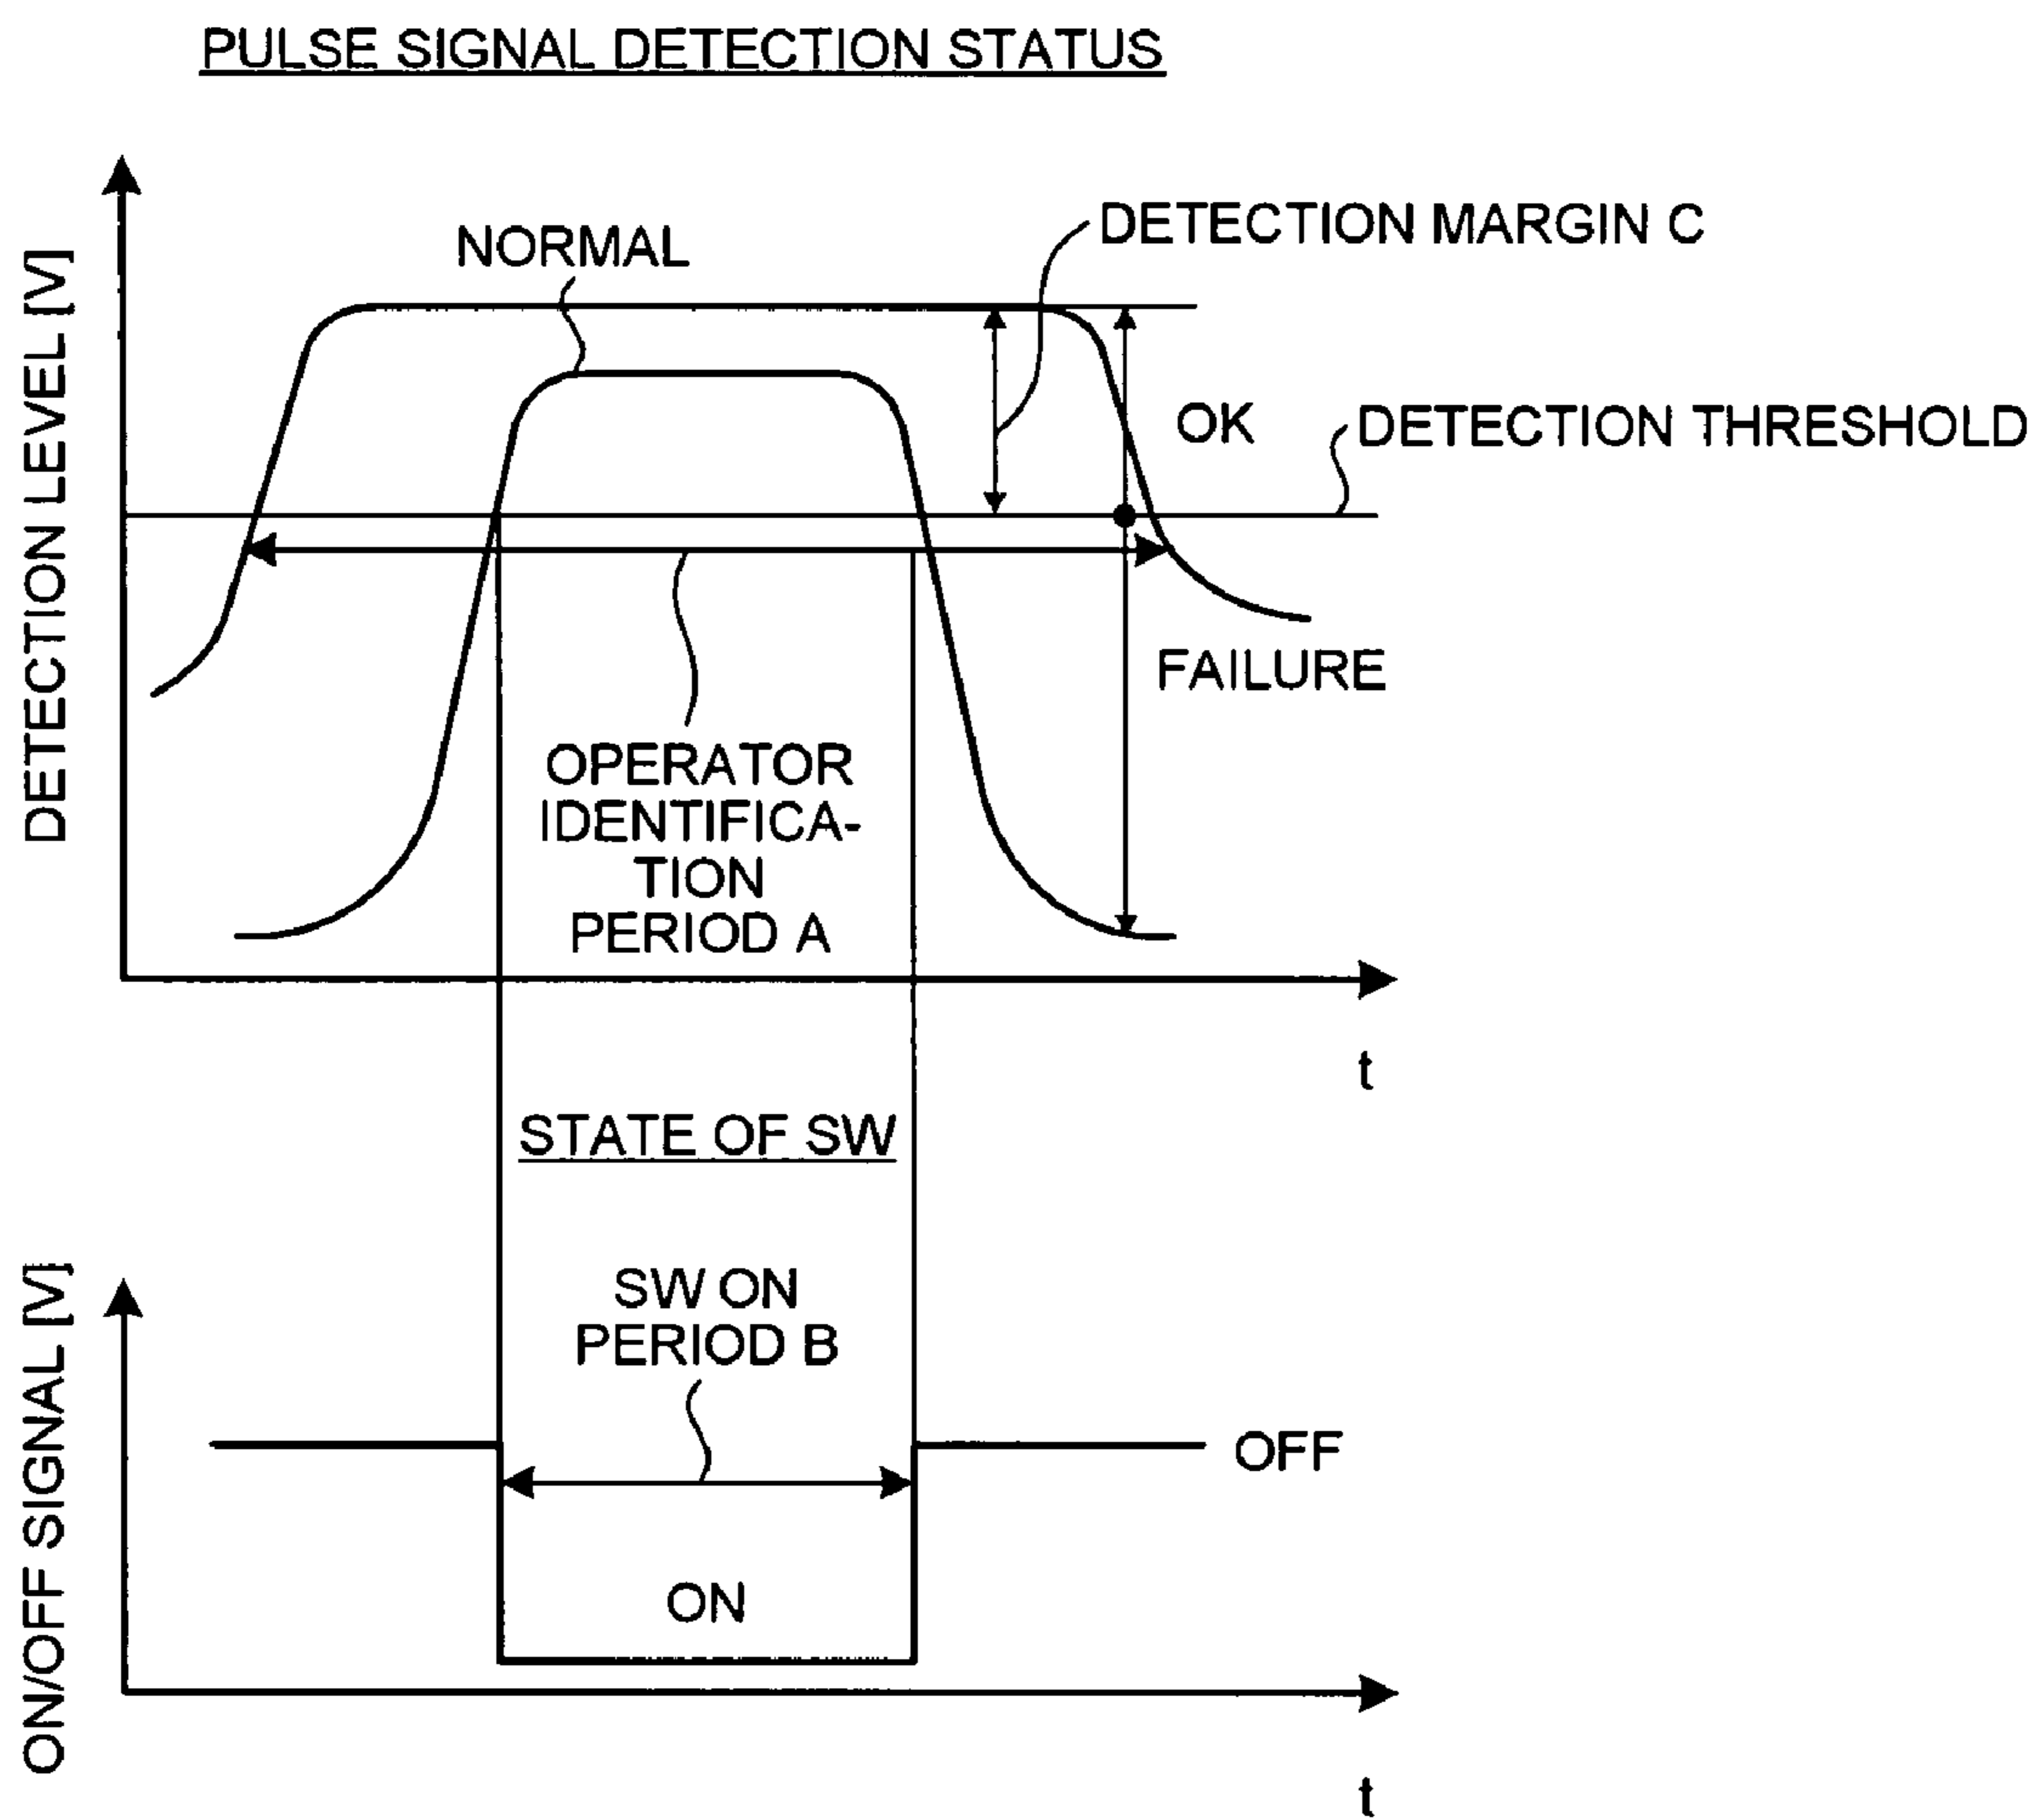 PULSE SIGNAL DETECTION STATUS
DETECTION LEVEL [V]
NORMAL
DETECTION MARGIN C
OK
DETECTION THRESHOLD
FAILURE
OPERATOR
IDENTIFICA-
TION
PERIOD A
t
STATE OF SW
ON/OFF SIGNAL [V]
SW ON
PERIOD B
OFF
ON
t